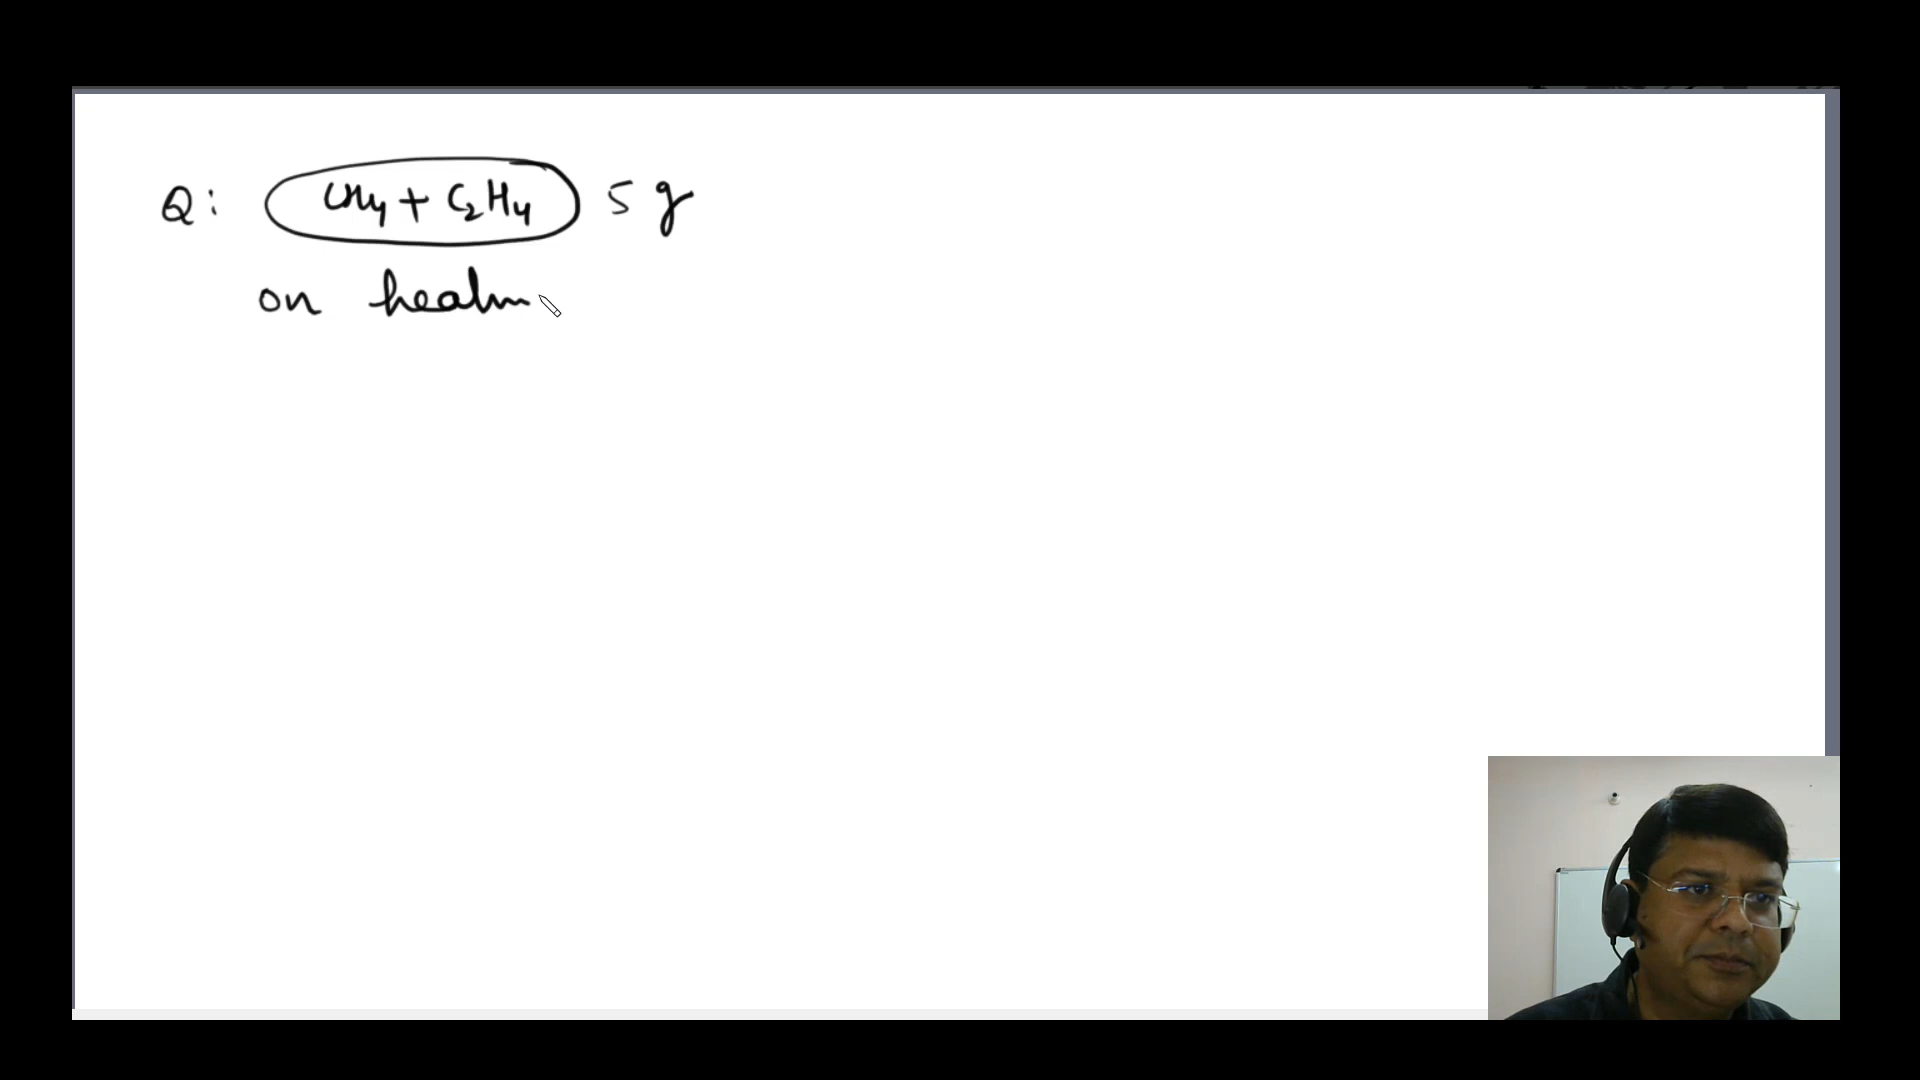 Q: CH₄ + C₂H₄ 5 g
on heatin